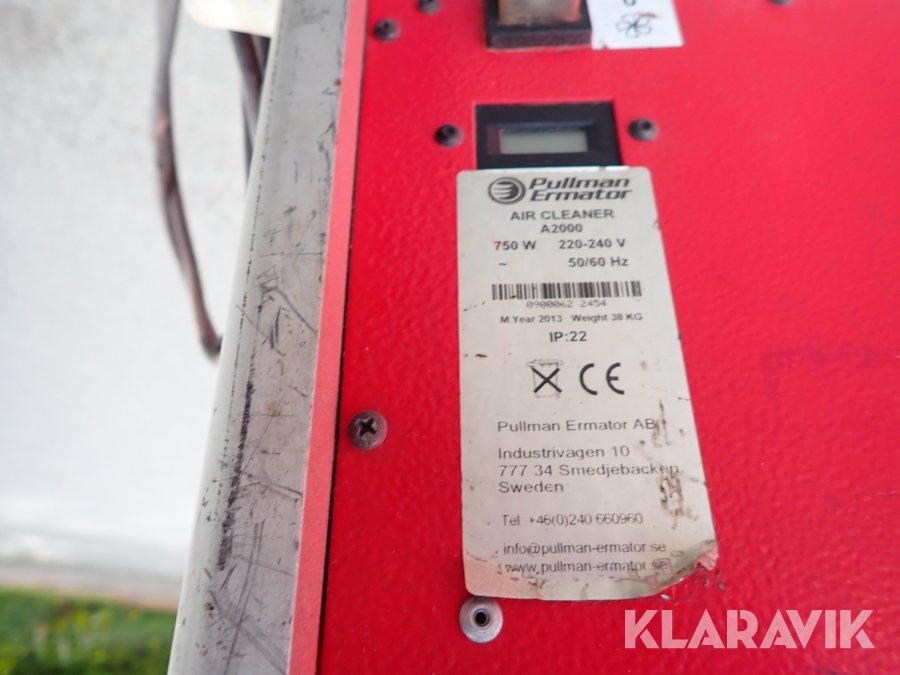 Pullman
Ermator
AIR CLEANER
A2000
750 W 220-240 V
~ 50/60 Hz
0900062 2454
M.Year 2013 Weight 38 KG
IP:22
CE
Pullman Ermator AB
Industrivagen 10
777 34 Smedjebacken
Sweden
Tel +46(0)240 660960
info@pullman-ermator.se
www.pullman-ermator.se
KLARAVIK